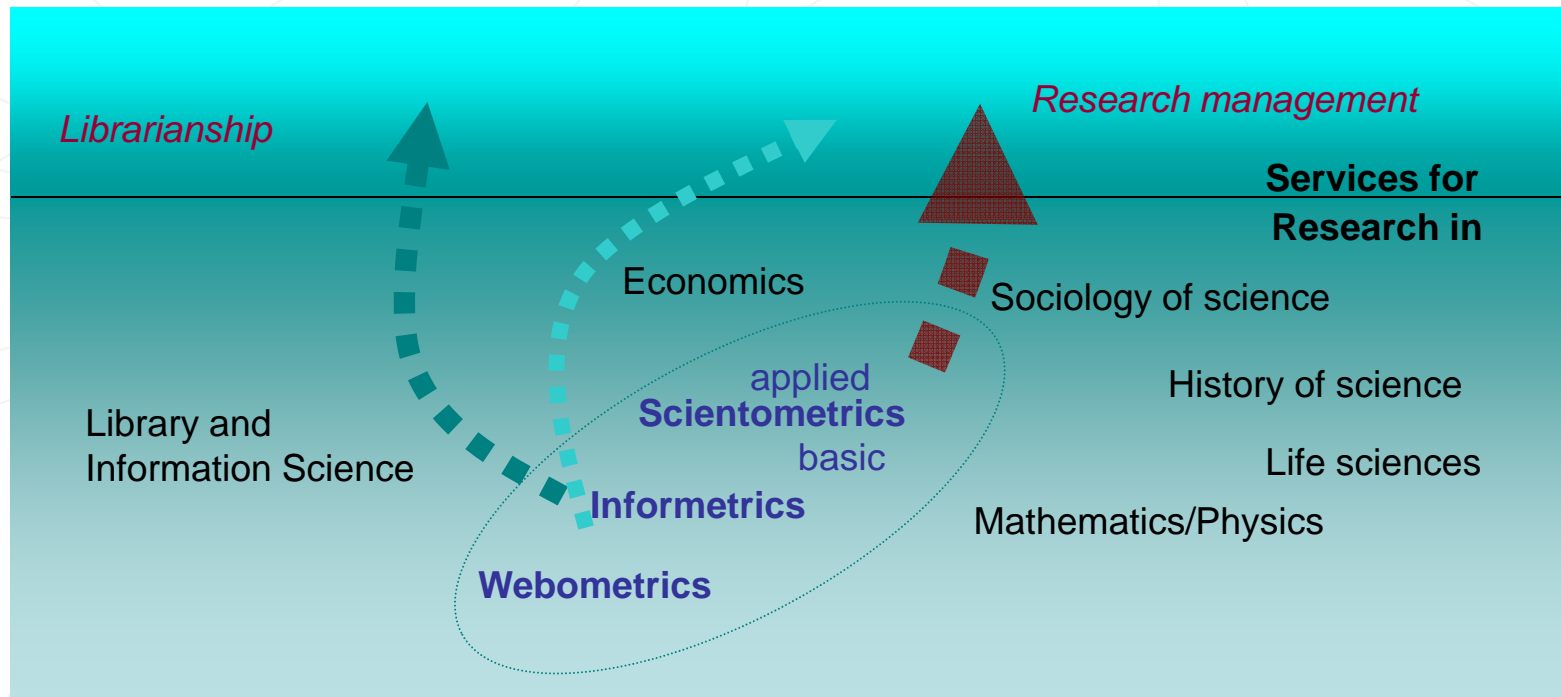 Librarianship
Research management
Services for
Research in
Economics
Sociology of science
applied
Scientometrics
basic
History of science
Library and
Information Science
Life sciences
Informetrics
Mathematics/Physics
Webometrics